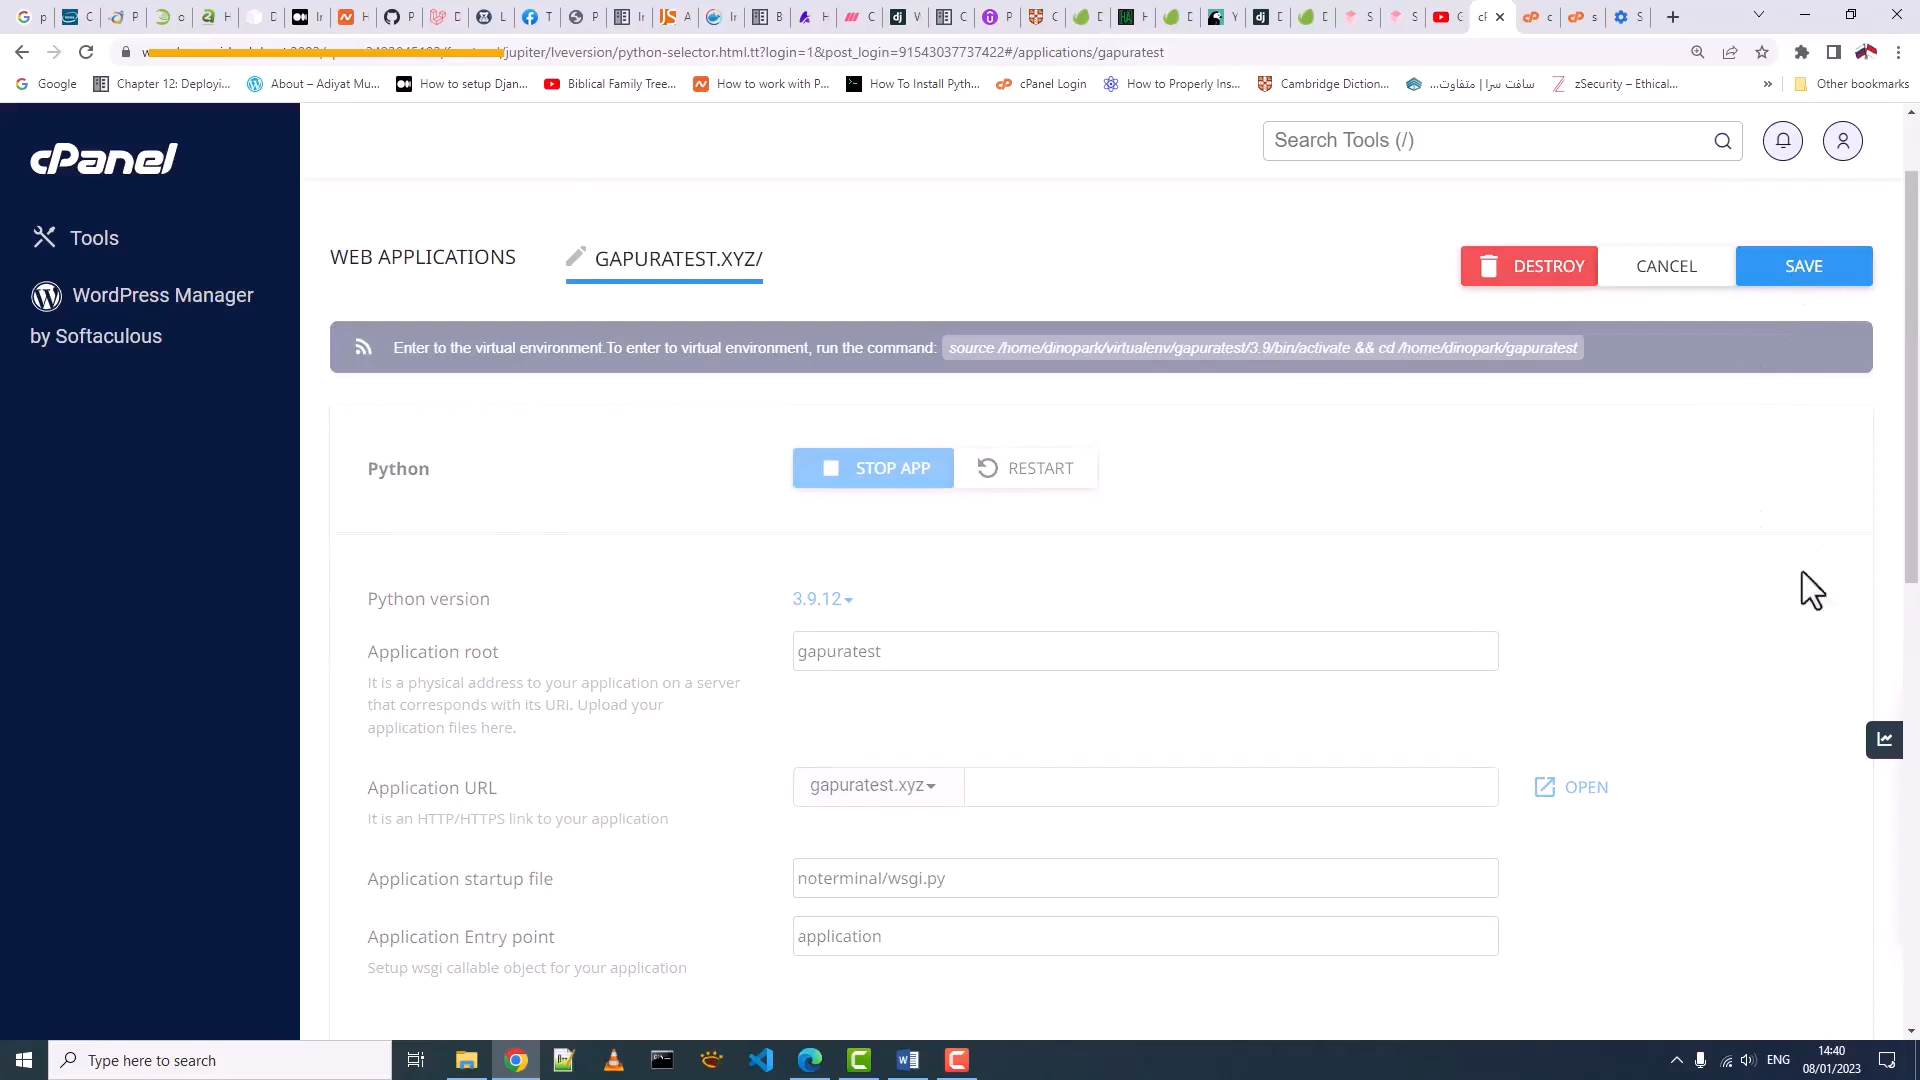 jupiter/lveversion/python-selector.html.tt?login=1&post_login=91543037737422#/applications/gapuratest
Google
Chapter 12: Deployi...
About – Adiyat Mu...
How to setup Djan...
Biblical Family Tree...
How to work with P...
How To Install Pyth...
cPanel Login
How to Properly Ins...
Cambridge Diction...
سافت سرا | متفاوت...
zSecurity – Ethical...
»
Other bookmarks
cPanel
Search Tools (/)
Tools
WordPress Manager
by Softaculous
WEB APPLICATIONS
GAPURATEST.XYZ/
DESTROY
CANCEL
SAVE
Enter to the virtual environment.To enter to virtual environment, run the command: source /home/dinopark/virtualenv/gapuratest/3.9/bin/activate && cd /home/dinopark/gapuratest
Python
STOP APP
RESTART
Python version
3.9.12
Application root
gapuratest
It is a physical address to your application on a server
that corresponds with its URI. Upload your
application files here.
Application URL
gapuratest.xyz
OPEN
It is an HTTP/HTTPS link to your application
Application startup file
noterminal/wsgi.py
Application Entry point
application
Setup wsgi callable object for your application
Type here to search
ENG
14:40
08/01/2023